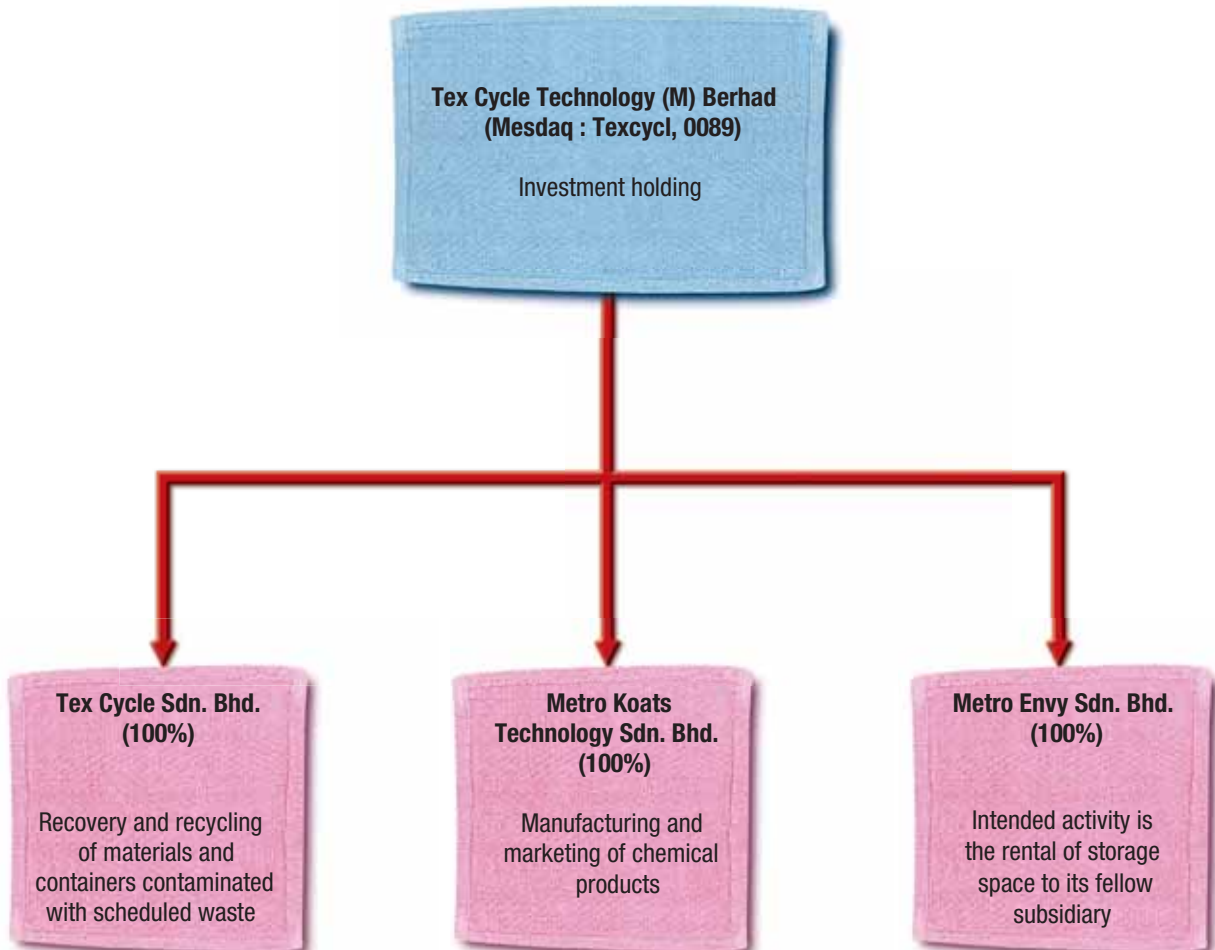 Tex Cycle Technology (M) Berhad
(Mesdaq : Texcycl, 0089)
Investment holding
Tex Cycle Sdn. Bhd.
(100%)
Recovery and recycling
of materials and
containers contaminated
with scheduled waste
Metro Koats
Technology Sdn. Bhd.
(100%)
Manufacturing and
marketing of chemical
products
Metro Envy Sdn. Bhd.
(100%)
Intended activity is
the rental of storage
space to its fellow
subsidiary